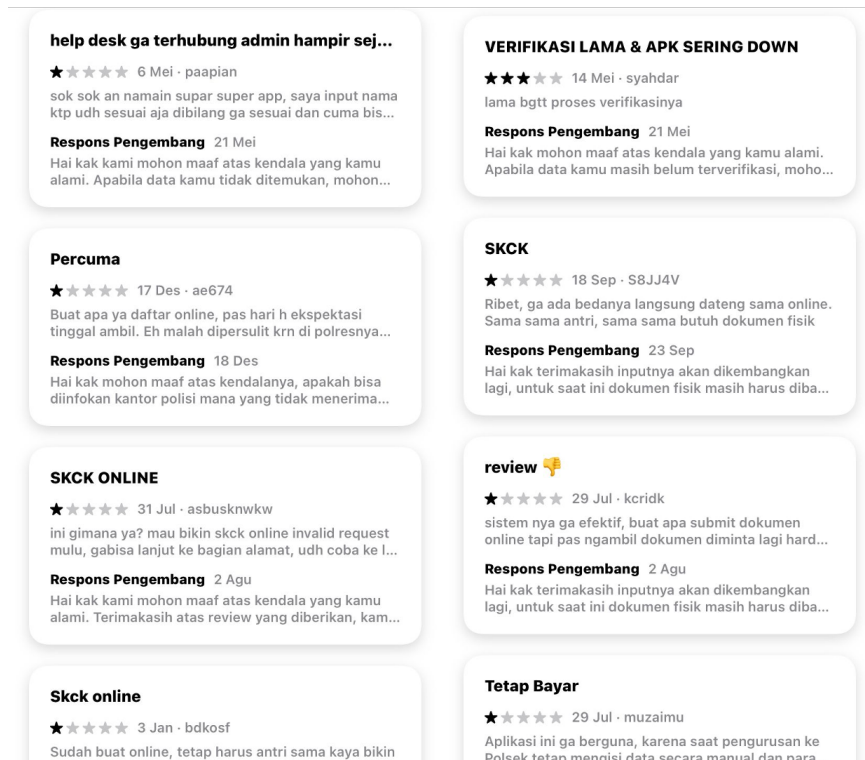 help desk ga terhubung admin hampir sej...
6 Mei · paapian
sok sok an namain supar super app, saya input nama
ktp udh sesuai aja dibilang ga sesuai dan cuma bis...
Respons Pengembang 21 Mei
Hai kak kami mohon maaf atas kendala yang kamu
alami. Apabila data kamu tidak ditemukan, mohon...
Percuma
17 Des · ae674
Buat apa ya daftar online, pas hari h ekspektasi
tinggal ambil. Eh malah dipersulit krn di polresnya...
Respons Pengembang 18 Des
Hai kak mohon maaf atas kendalanya, apakah bisa
diinfokan kantor polisi mana yang tidak menerima...
SKCK ONLINE
31 Jul · asbusknwkw
ini gimana ya? mau bikin skck online invalid request
mulu, gabisa lanjut ke bagian alamat, udh coba ke l...
Respons Pengembang 2 Agu
Hai kak kami mohon maaf atas kendala yang kamu
alami. Terimakasih atas review yang diberikan, kam...
Skck online
3 Jan · bdkosf
Sudah buat online, tetap harus antri sama kaya bikin
VERIFIKASI LAMA & APK SERING DOWN
14 Mei · syahdar
lama bgtt proses verifikasinya
Respons Pengembang 21 Mei
Hai kak kami mohon maaf atas kendala yang kamu alami.
Apabila data kamu masih belum terverifikasi, moho...
SKCK
18 Sep · S8JJ4V
Ribet, ga ada bedanya langsung dateng sama online.
Sama sama antri, sama sama butuh dokumen fisik
Respons Pengembang 23 Sep
Hai kak terimakasih inputnya akan dikembangkan
lagi, untuk saat ini dokumen fisik masih harus diba...
review 👎
29 Jul · kcridk
sistem nya ga efektif, buat apa submit dokumen
online tapi pas ngambil dokumen diminta lagi hard...
Respons Pengembang 2 Agu
Hai kak terimakasih inputnya akan dikembangkan
lagi, untuk saat ini dokumen fisik masih harus diba...
Tetap Bayar
29 Jul · muzaimu
Aplikasi ini ga berguna, karena saat pengurusan ke
Polsek tetap mengisi data secara manual dan para